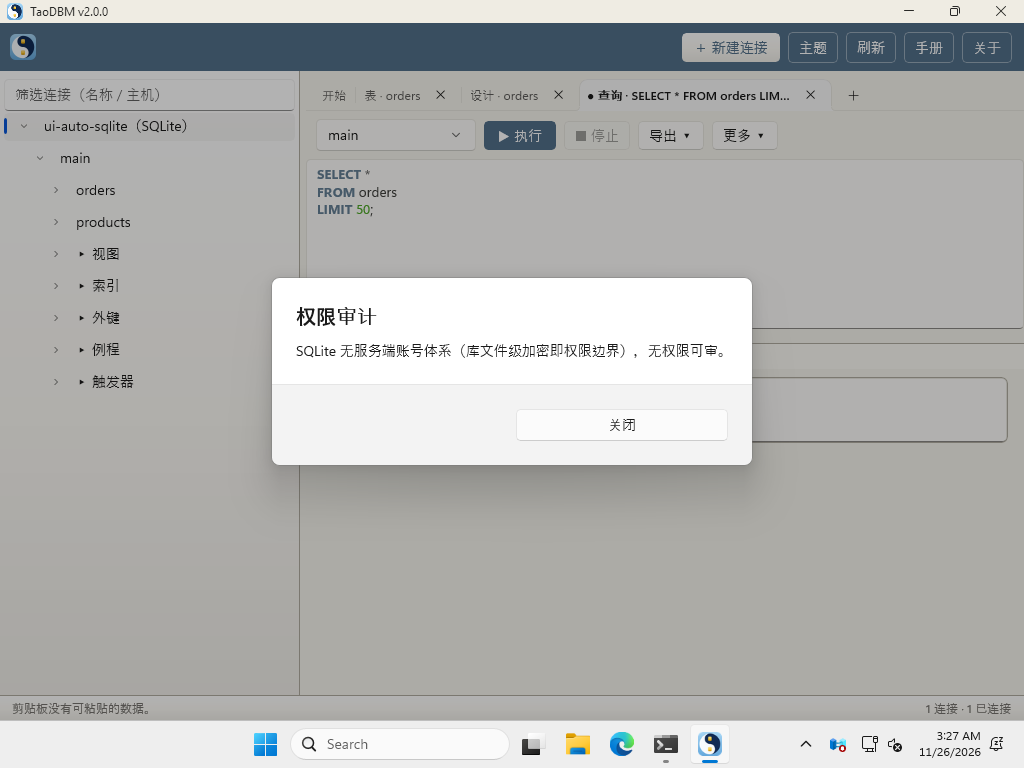 TaoDBM v2.0.0
+ 新建连接
主题
刷新
手册
关于
筛选连接（名称 / 主机）
ui-auto-sqlite（SQLite）
main
orders
products
视图
索引
外键
例程
触发器
开始
表 · orders
设计 · orders
● 查询 · SELECT * FROM orders LIM...
main
执行
停止
导出
更多
SELECT *
FROM orders
LIMIT 50;
权限审计
SQLite 无服务端账号体系（库文件级加密即权限边界），无权限可审。
关闭
剪贴板没有可粘贴的数据。
1 连接 · 1 已连接
Search
3:27 AM
11/26/2026